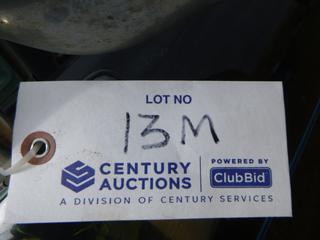 LOT NO
13M
CENTURY AUCTIONS
POWERED BY
ClubBid
A DIVISION OF CENTURY SERVICES